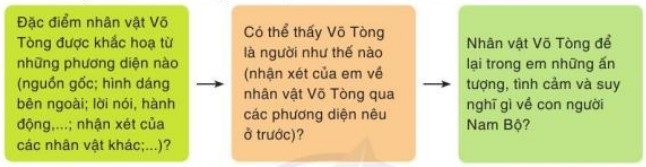 Đặc điểm nhân vật Võ
Tòng được khắc hoạ từ
những phương diện nào
(nguồn gốc; hình dáng
bên ngoài; lời nói, hành
động,...; nhận xét của
các nhân vật khác;...)?
Có thể thấy Võ Tòng
là người như thế nào
(nhận xét của em về
nhân vật Võ Tòng qua
các phương diện nêu
ở trước)?
Nhân vật Võ Tòng để
lại trong em những ấn
tượng, tình cảm và suy
nghĩ gì về con người
Nam Bộ?